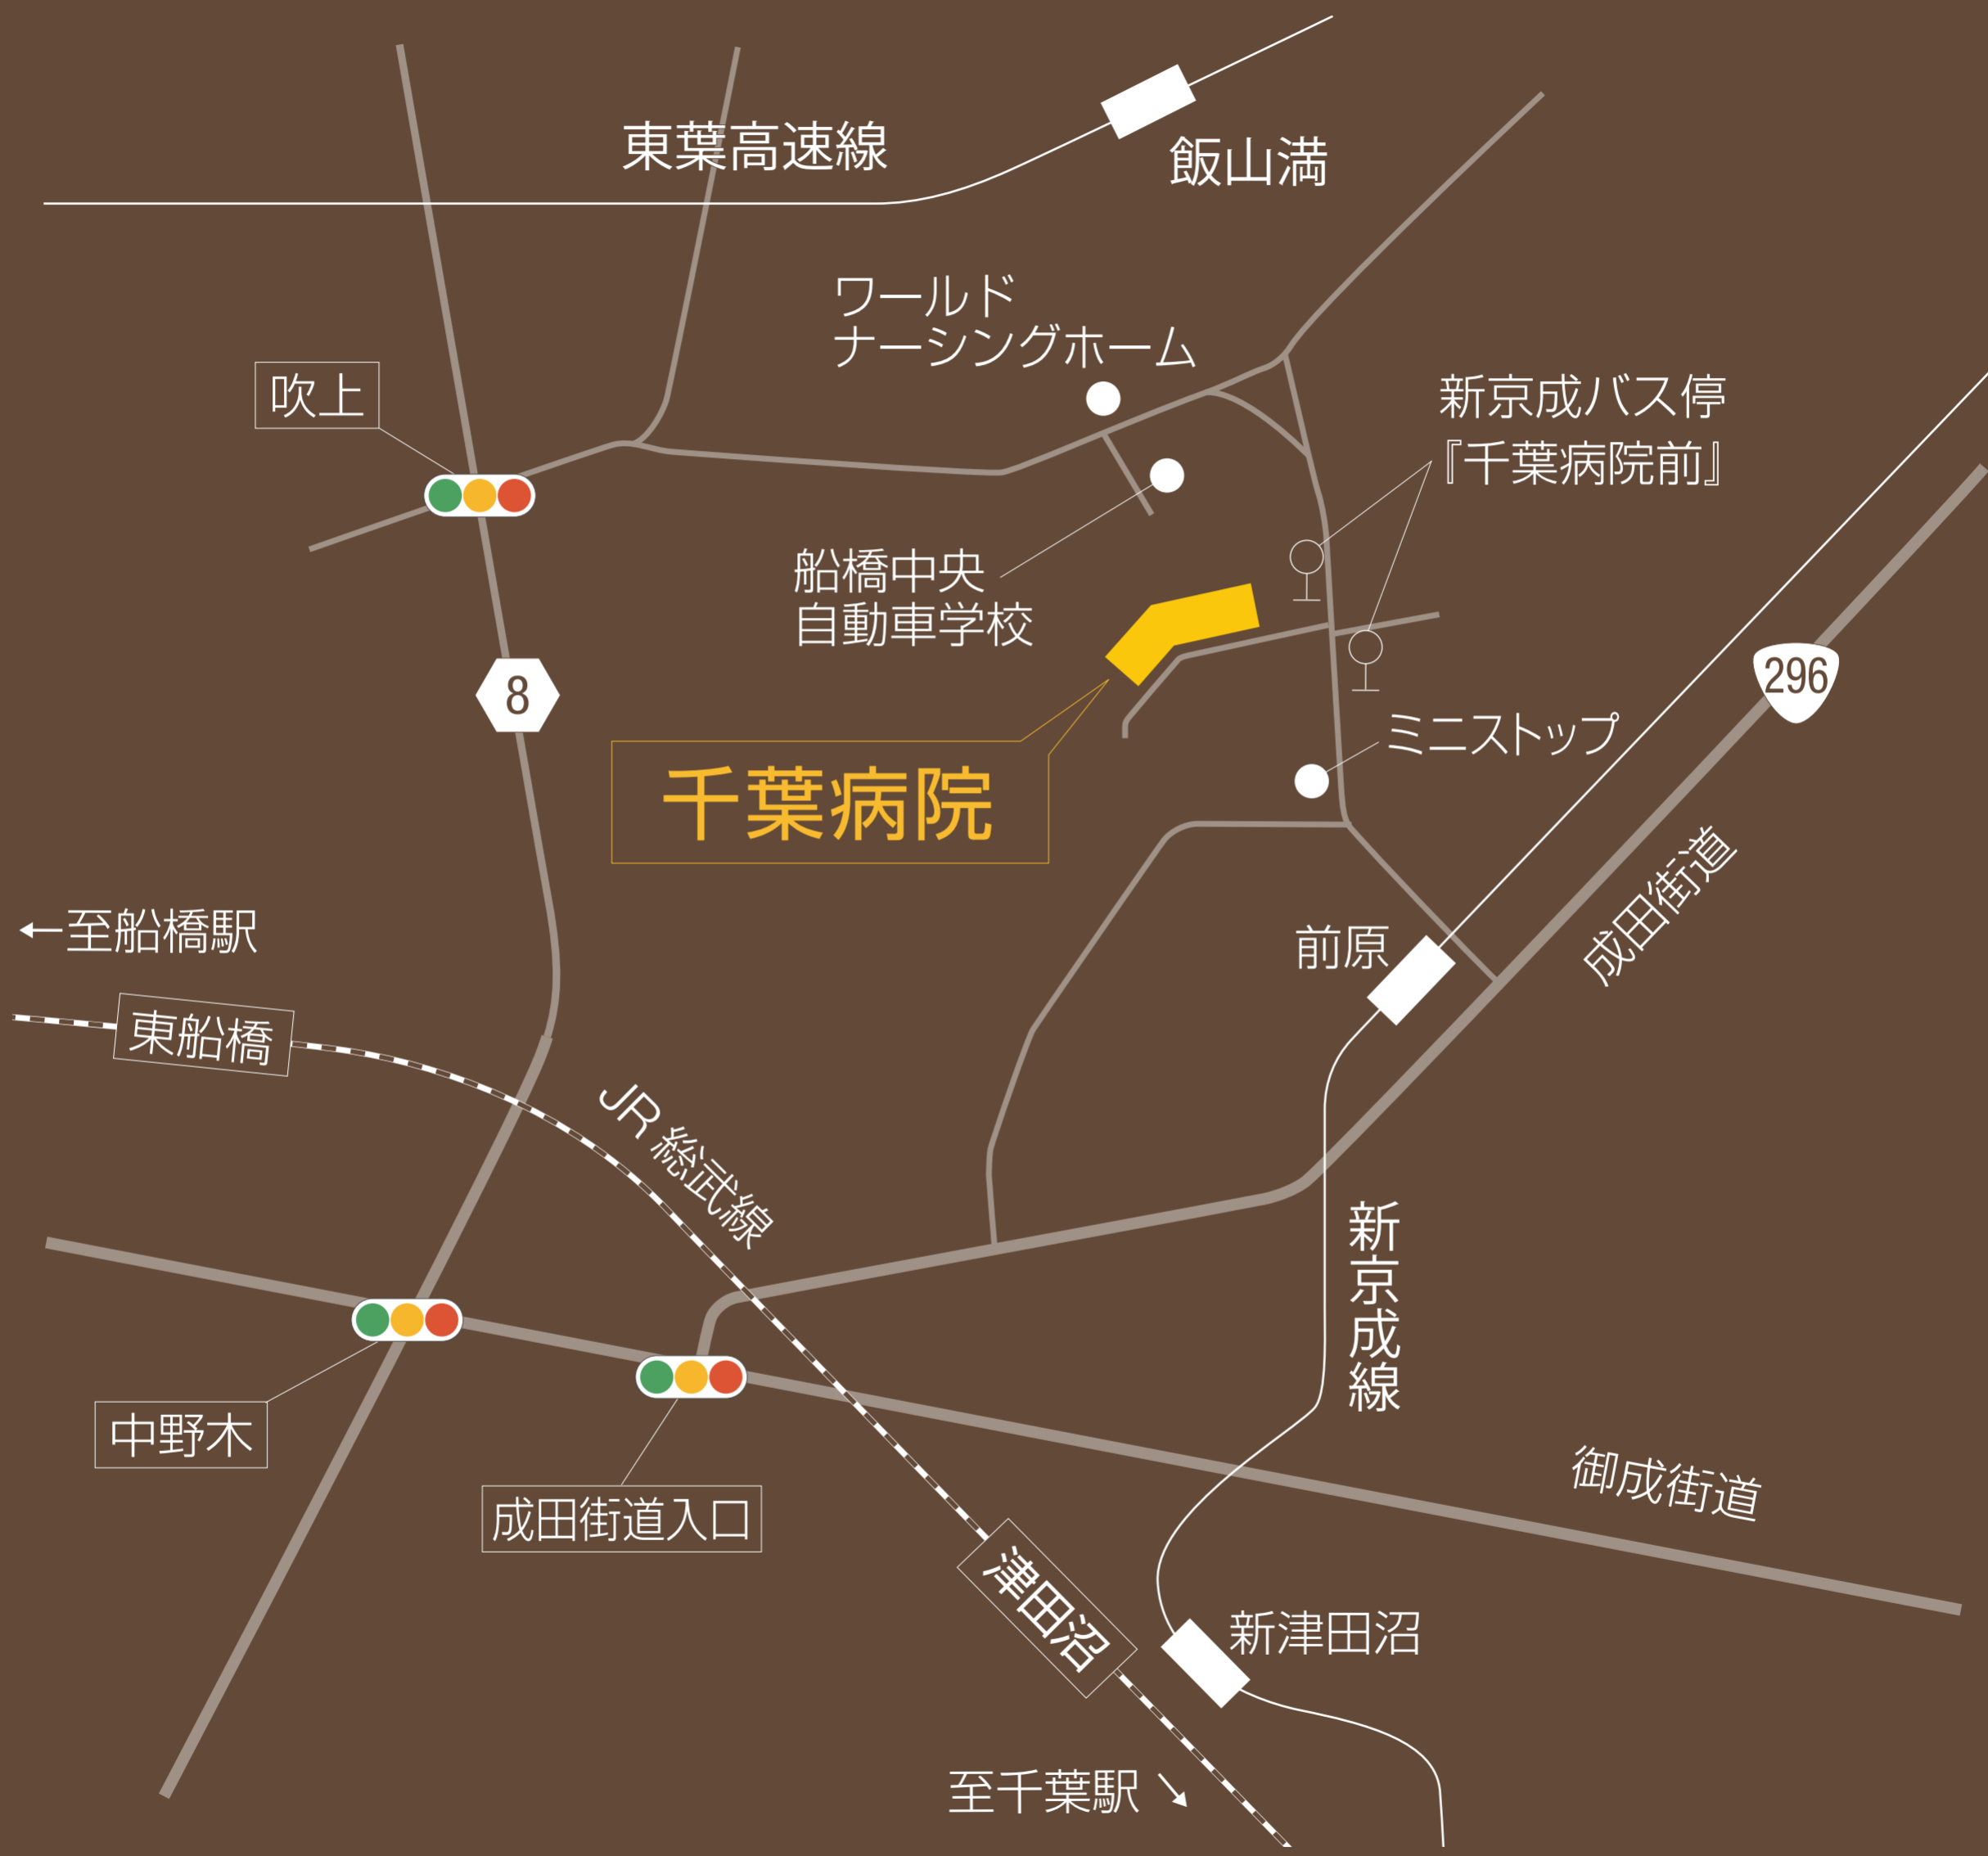 東葉高速線
飯山満
ワールド
ナーシングホーム
吹上
新京成バス停
『千葉病院前』
船橋中央
自動車学校
296
8
ミニストップ
千葉病院
成田街道
至船橋駅
前原
東船橋
JR 総武線
新京成線
中野木
御成街道
成田街道入口
津田沼
新津田沼
至千葉駅